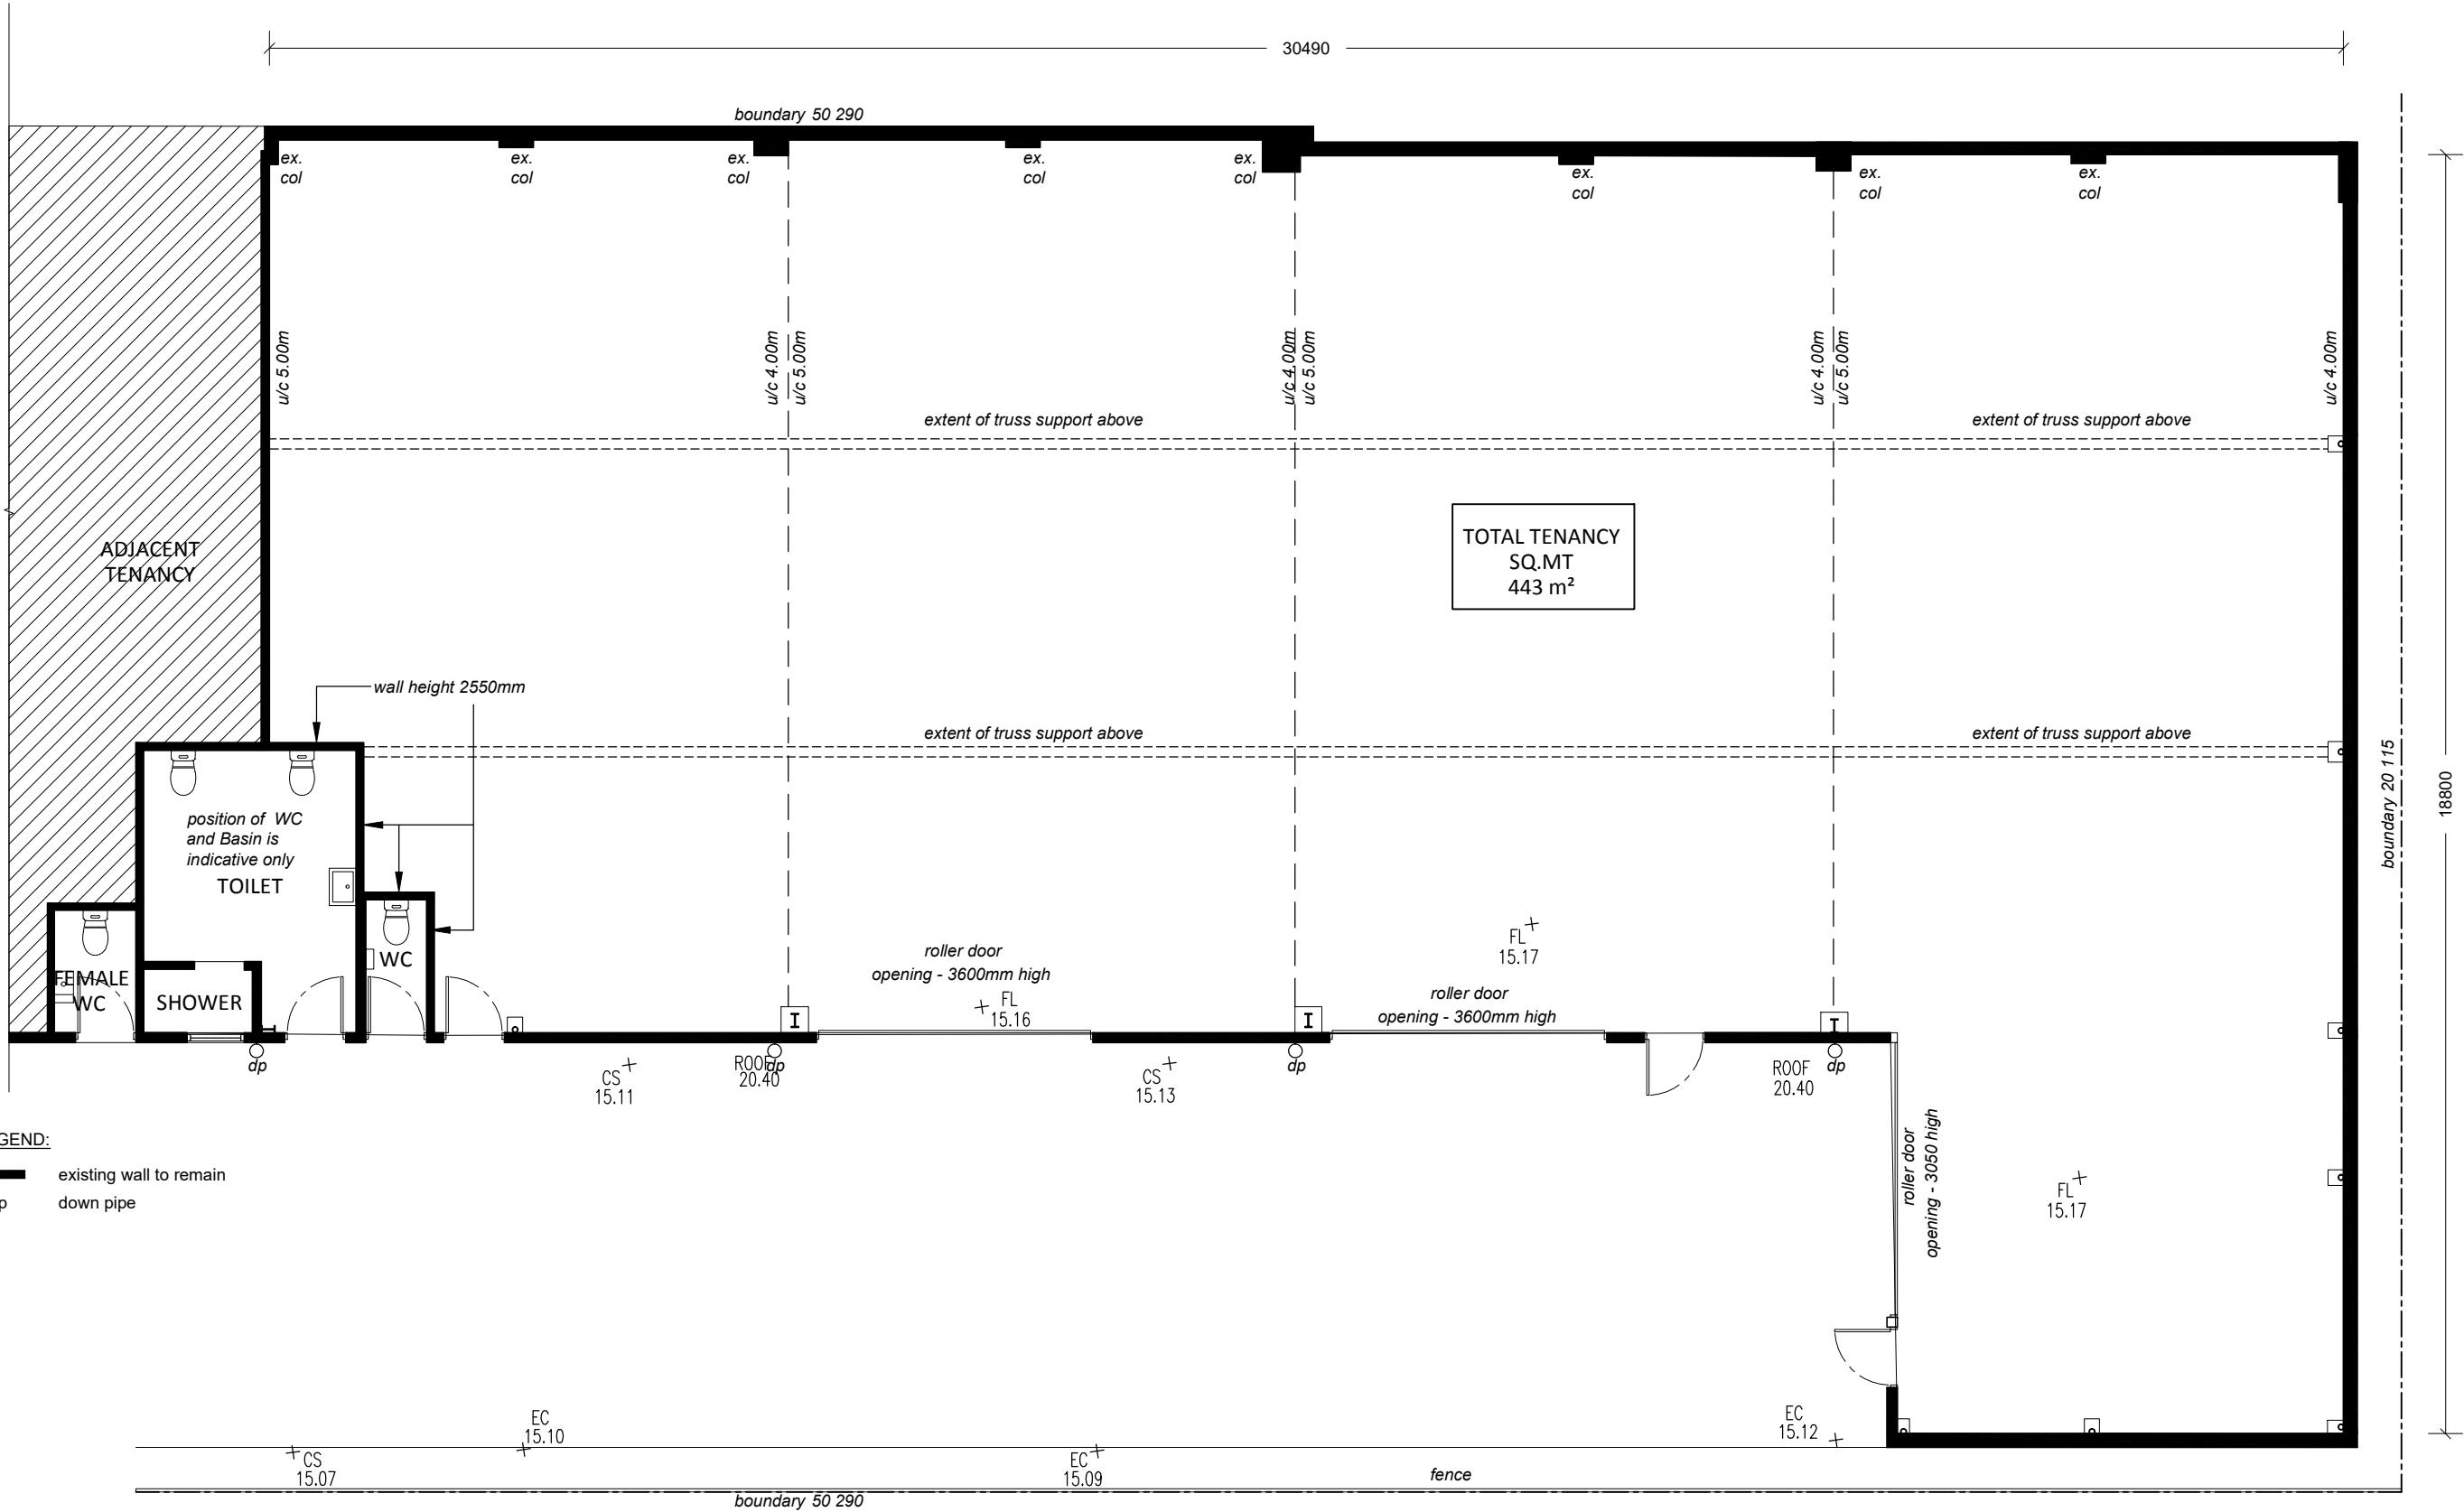 30490
boundary 50 290
ex.
col
ex.
col
ex.
col
ex.
col
ex.
col
ex.
col
ex.
col
ex.
col
u/c 5.00m
u/c 4.00m
u/c 5.00m
u/c 4.00m
u/c 5.00m
u/c 4.00m
u/c 5.00m
u/c 4.00m
extent of truss support above
extent of truss support above
TOTAL TENANCY
SQ.MT
443 m²
ADJACENT
TENANCY
wall height 2550mm
extent of truss support above
extent of truss support above
boundary 20 115
18800
position of WC
and Basin is
indicative only
TOILET
WC
FEMALE
WC
SHOWER
roller door
opening - 3600mm high
FL
15.16
FL
15.17
roller door
opening - 3600mm high
dp
CS
15.11
ROOF
20.40
dp
CS
15.13
dp
ROOF
20.40
dp
roller door
opening - 3050 high
FL
15.17
GEND:
existing wall to remain
p down pipe
EC
15.10
CS
15.07
EC
15.09
EC
15.12
fence
boundary 50 290